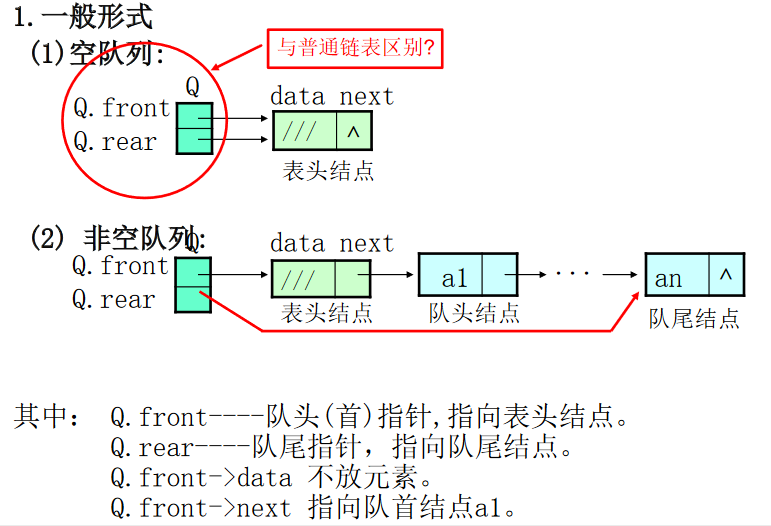 1.一般形式
(1)空队列:
与普通链表区别?
Q
data next
Q.front
Q.rear
/// ^
表头结点
(2) 非空队列:
Q
data next
Q.front
Q.rear
/// a1 ··· an ^
表头结点 队头结点 队尾结点
其中: Q.front----队头(首)指针,指向表头结点。
Q.rear----队尾指针，指向队尾结点。
Q.front->data 不放元素。
Q.front->next 指向队首结点a1。